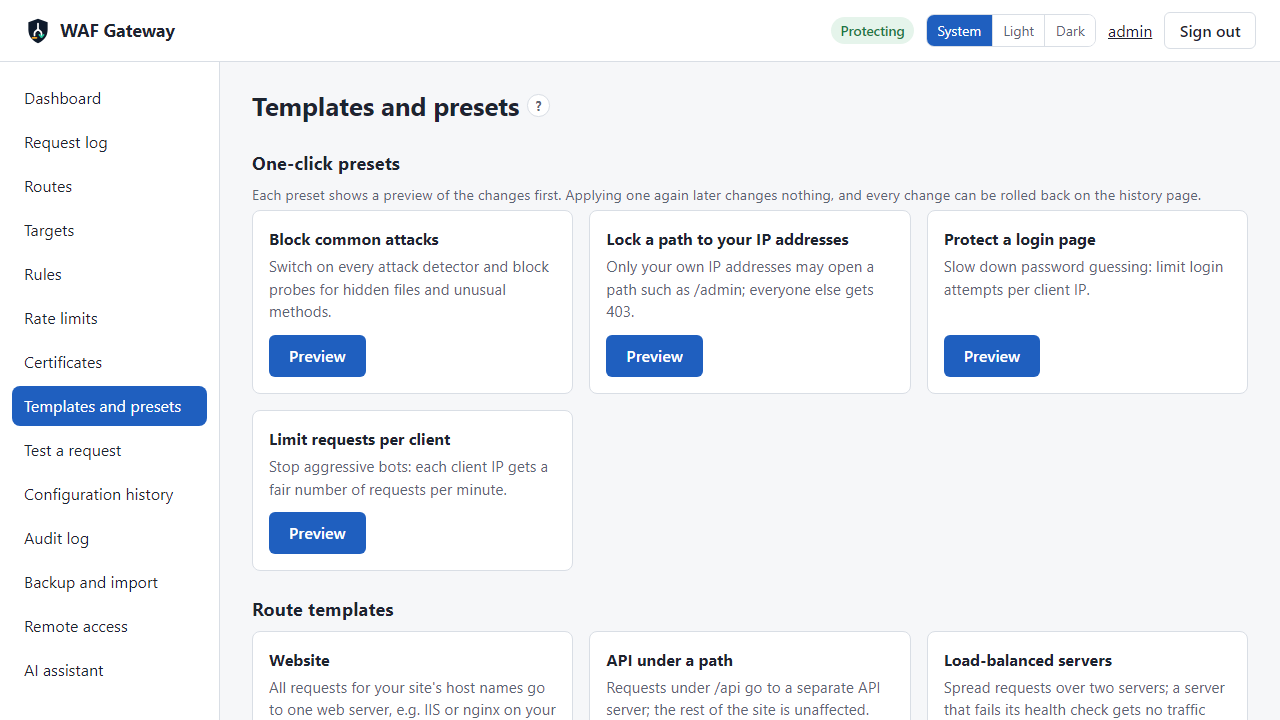 WAF Gateway
Protecting
System
Light
Dark
admin
Sign out
Dashboard
Request log
Routes
Targets
Rules
Rate limits
Certificates
Templates and presets
Test a request
Configuration history
Audit log
Backup and import
Remote access
AI assistant
Templates and presets ?
One-click presets
Each preset shows a preview of the changes first. Applying one again later changes nothing, and every change can be rolled back on the history page.
Block common attacks
Switch on every attack detector and block
probes for hidden files and unusual
methods.
Preview
Lock a path to your IP addresses
Only your own IP addresses may open a
path such as /admin; everyone else gets
403.
Preview
Protect a login page
Slow down password guessing: limit login
attempts per client IP.
Preview
Limit requests per client
Stop aggressive bots: each client IP gets a
fair number of requests per minute.
Preview
Route templates
Website
All requests for your site's host names go
to one web server, e.g. IIS or nginx on your
API under a path
Requests under /api go to a separate API
server; the rest of the site is unaffected.
Load-balanced servers
Spread requests over two servers; a server
that fails its health check gets no traffic